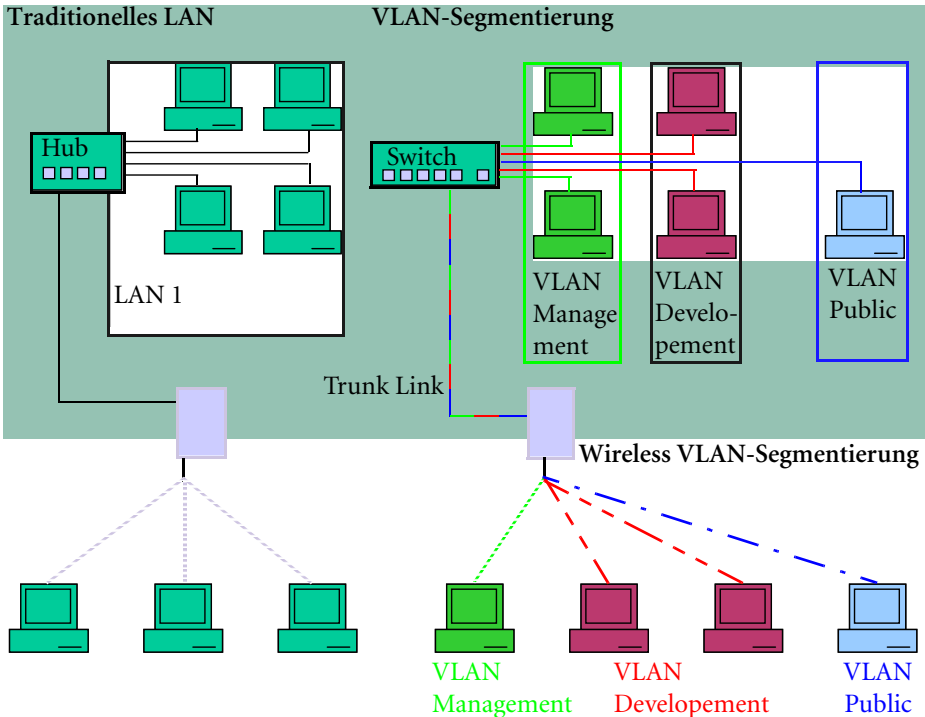 Traditionelles LAN
VLAN-Segmentierung
Hub
Switch
LAN 1
VLAN
Manage
ment
VLAN
Develo-
pement
VLAN
Public
Trunk Link
Wireless VLAN-Segmentierung
VLAN
Management
VLAN
Developement
VLAN
Public